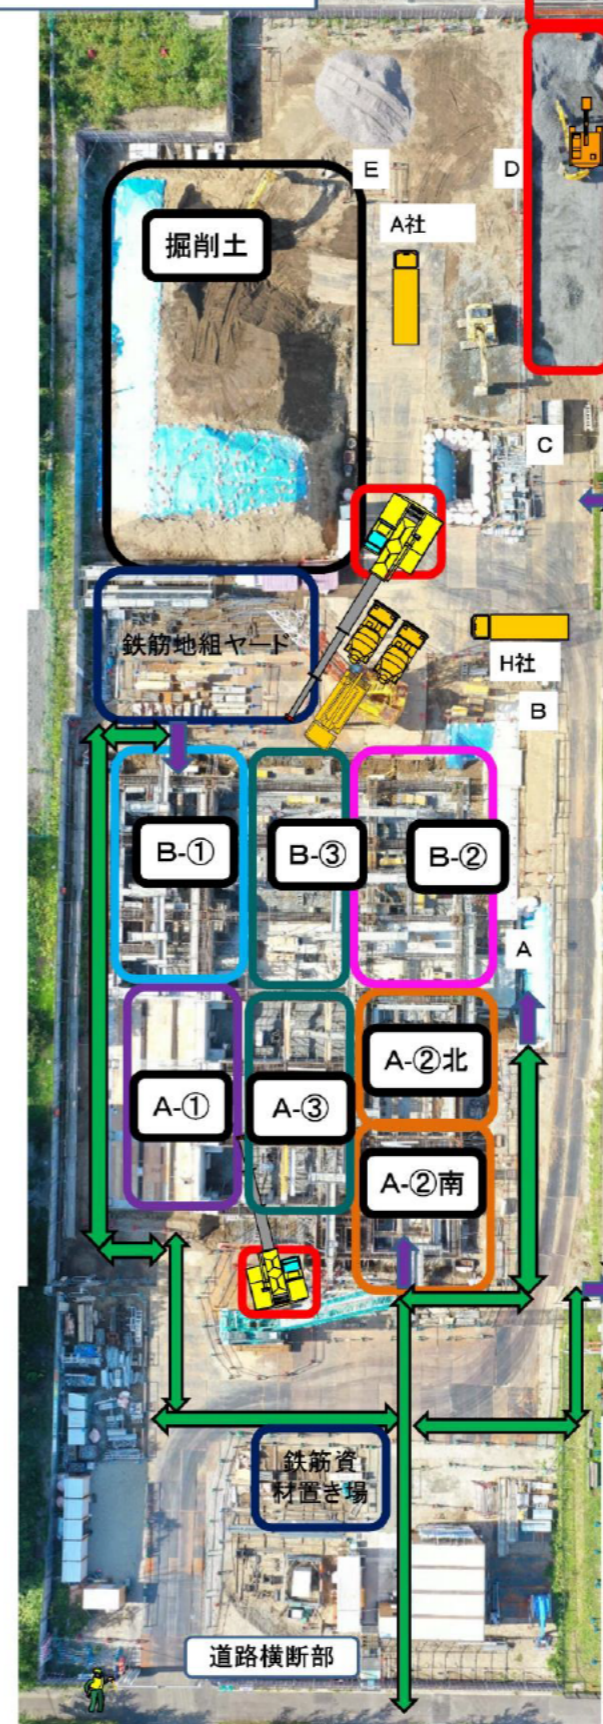 E
D
A社
掘削土
C
鉄筋地組ヤード
H社
B
B-①
B-③
B-②
A
A-②北
A-①
A-③
A-②南
鉄筋資
材置き場
道路横断部